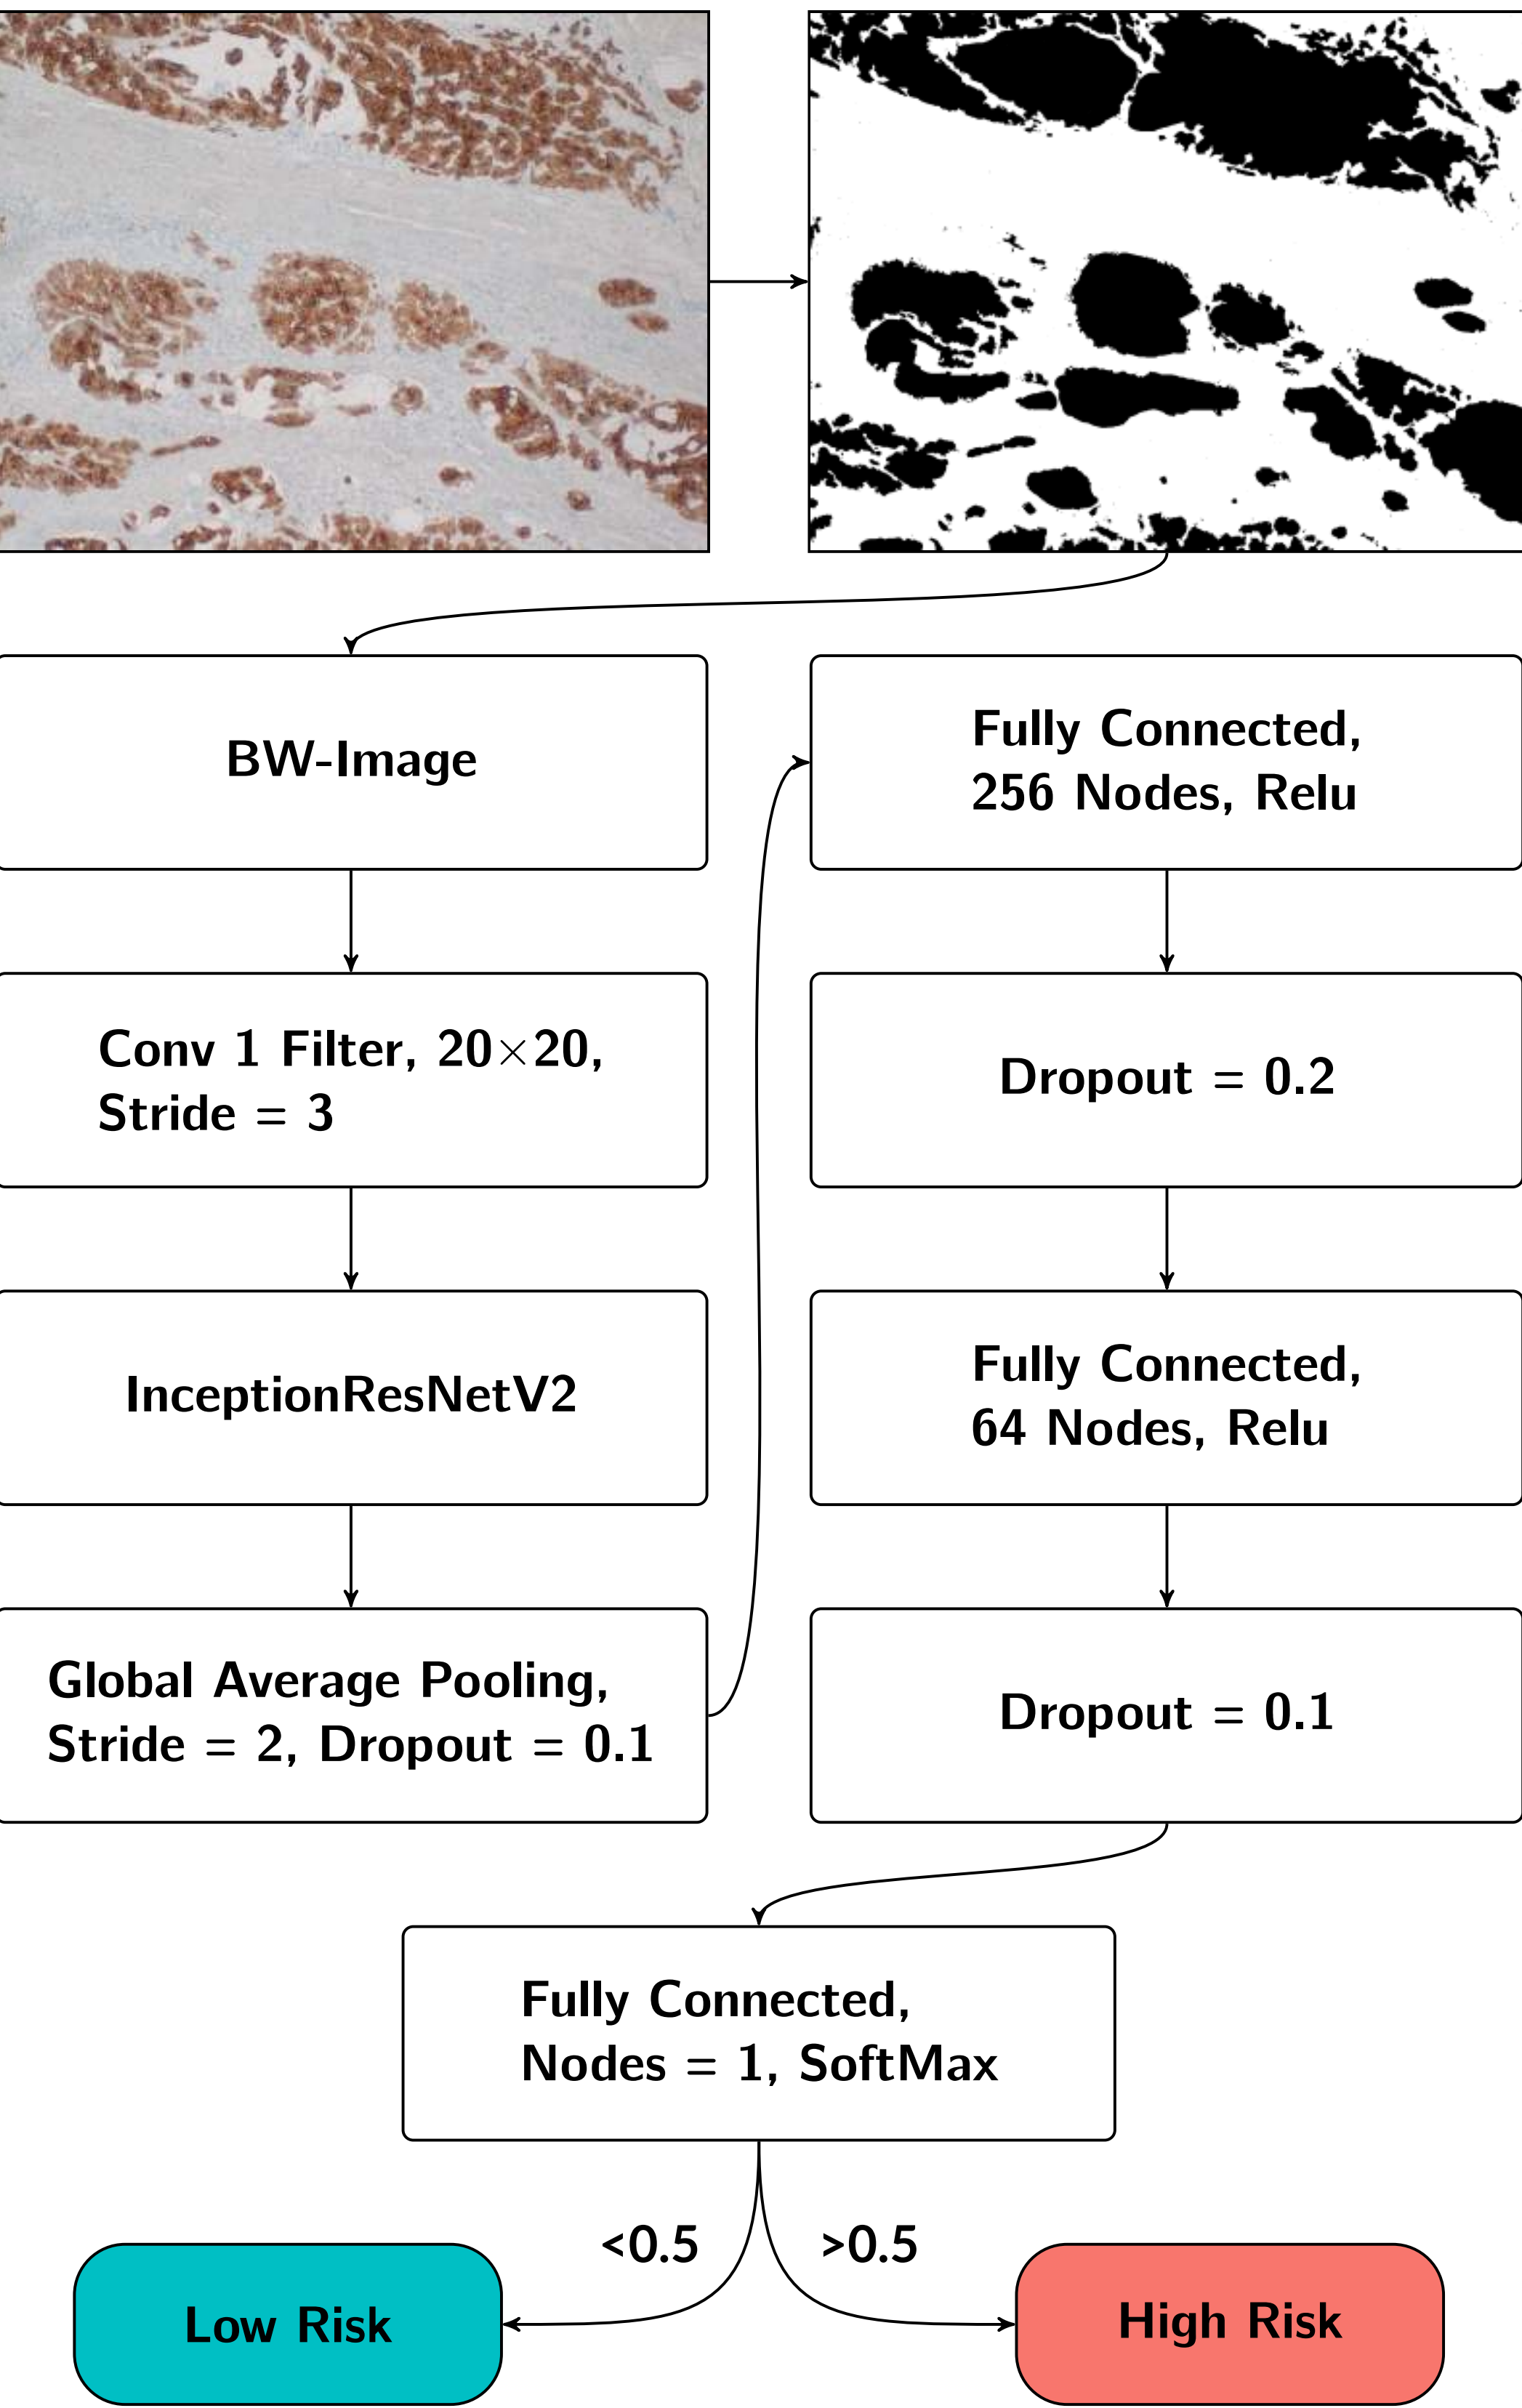 BW-Image
Conv 1 Filter, 20×20,
Stride = 3
InceptionResNetV2
Global Average Pooling,
Stride = 2, Dropout = 0.1
Fully Connected,
256 Nodes, Relu
Dropout = 0.2
Fully Connected,
64 Nodes, Relu
Dropout = 0.1
Fully Connected,
Nodes = 1, SoftMax
<0.5
>0.5
Low Risk
High Risk